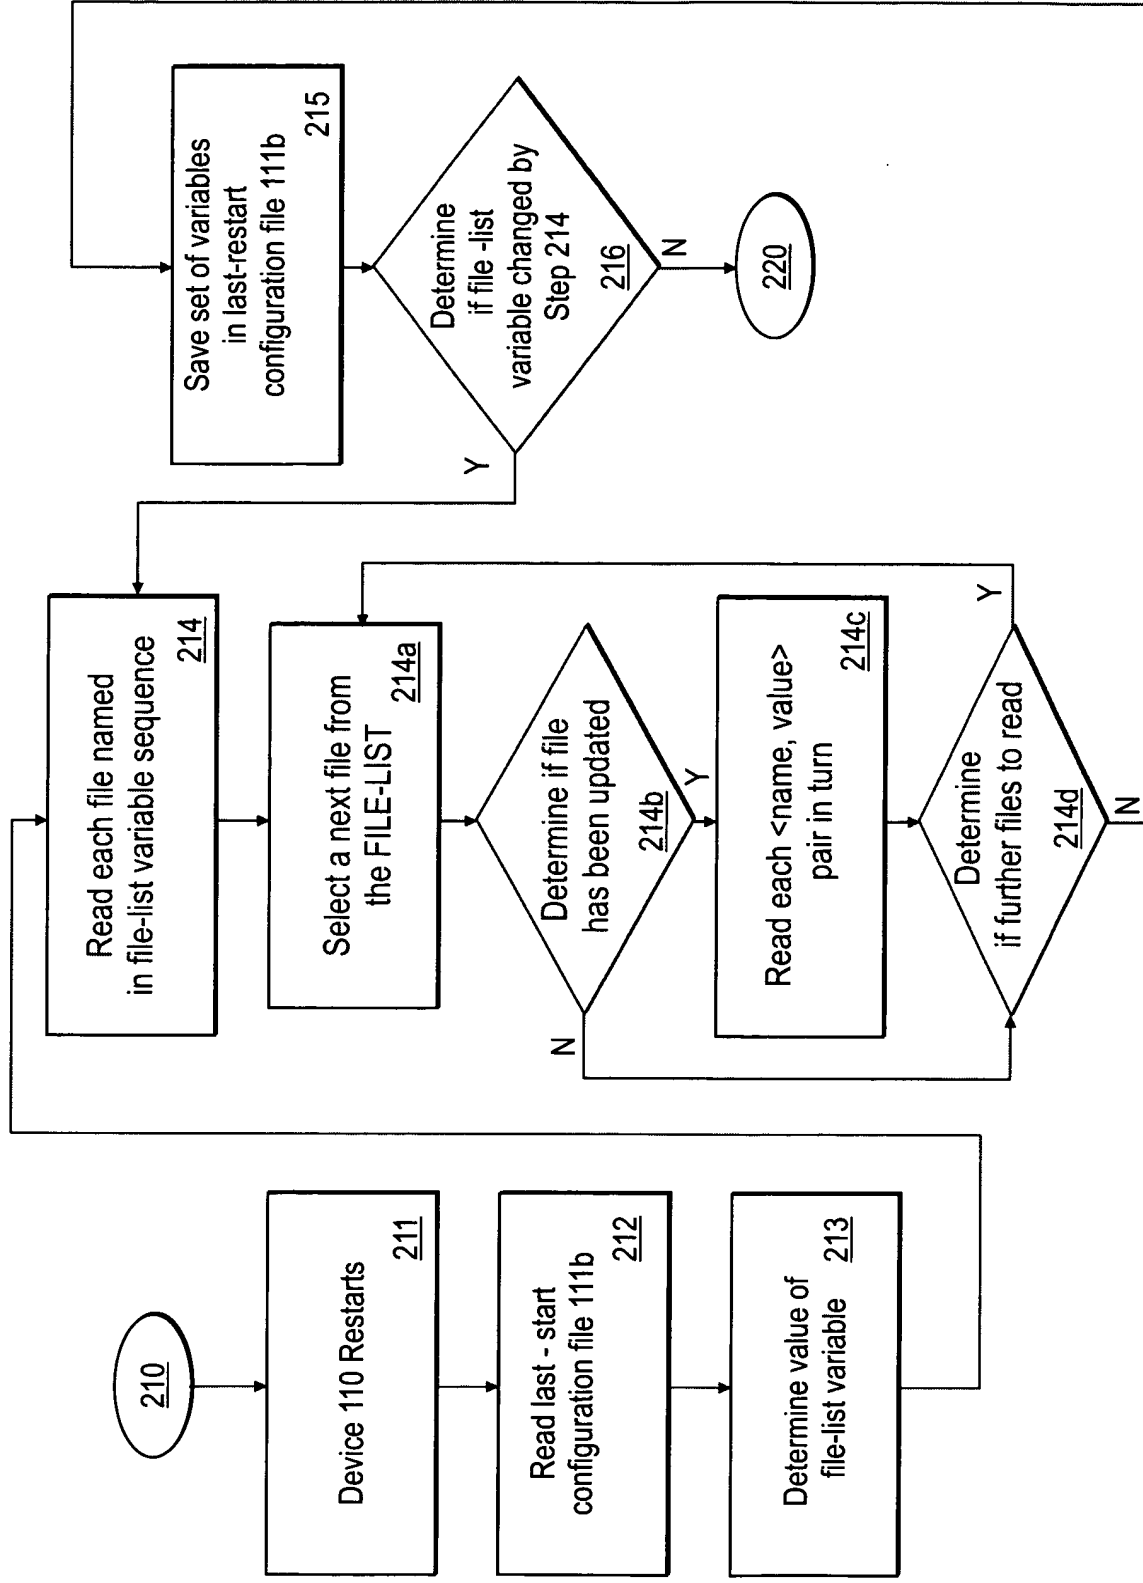 210
Device 110 Restarts
211
Read last - start
configuration file 111b
212
Determine value of
file-list variable
213
Read each file named
in file-list variable sequence
214
Select a next file from
the FILE-LIST
214a
Determine if file
has been updated
214b
N
Y
Read each <name, value>
pair in turn
214c
Determine
if further files to read
214d
Y
N
Save set of variables
in last-restart
configuration file 111b
215
Determine
if file -list
variable changed by
Step 214
216
Y
N
220